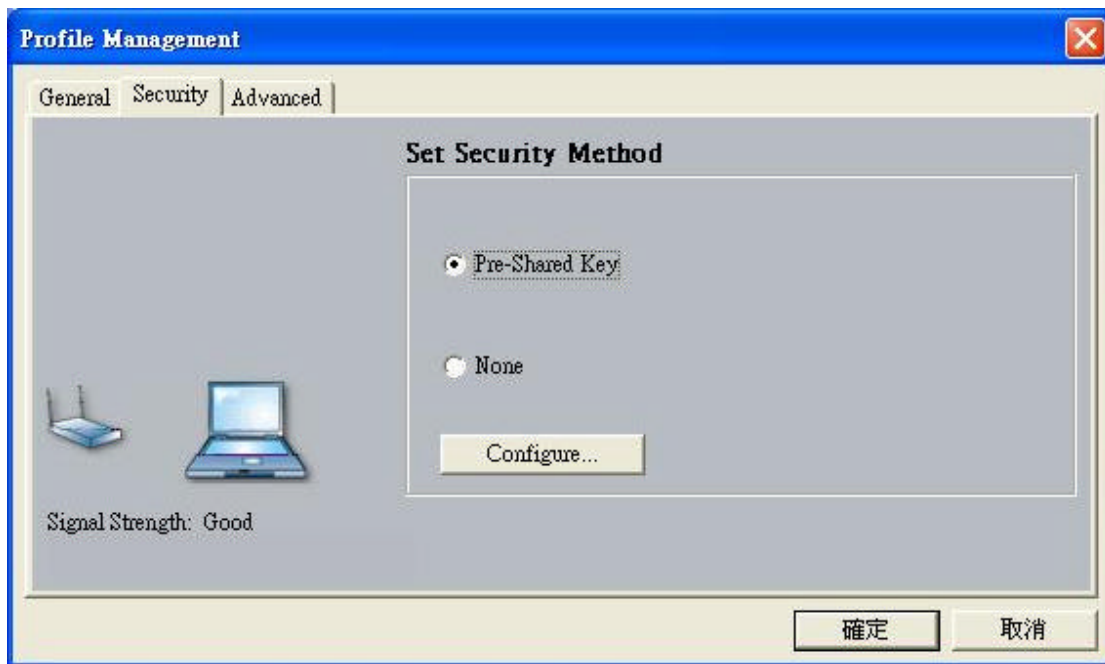 Profile Management
General Security Advanced
Set Security Method
Pre-Shared Key
None
Configure...
Signal Strength: Good
確定 取消